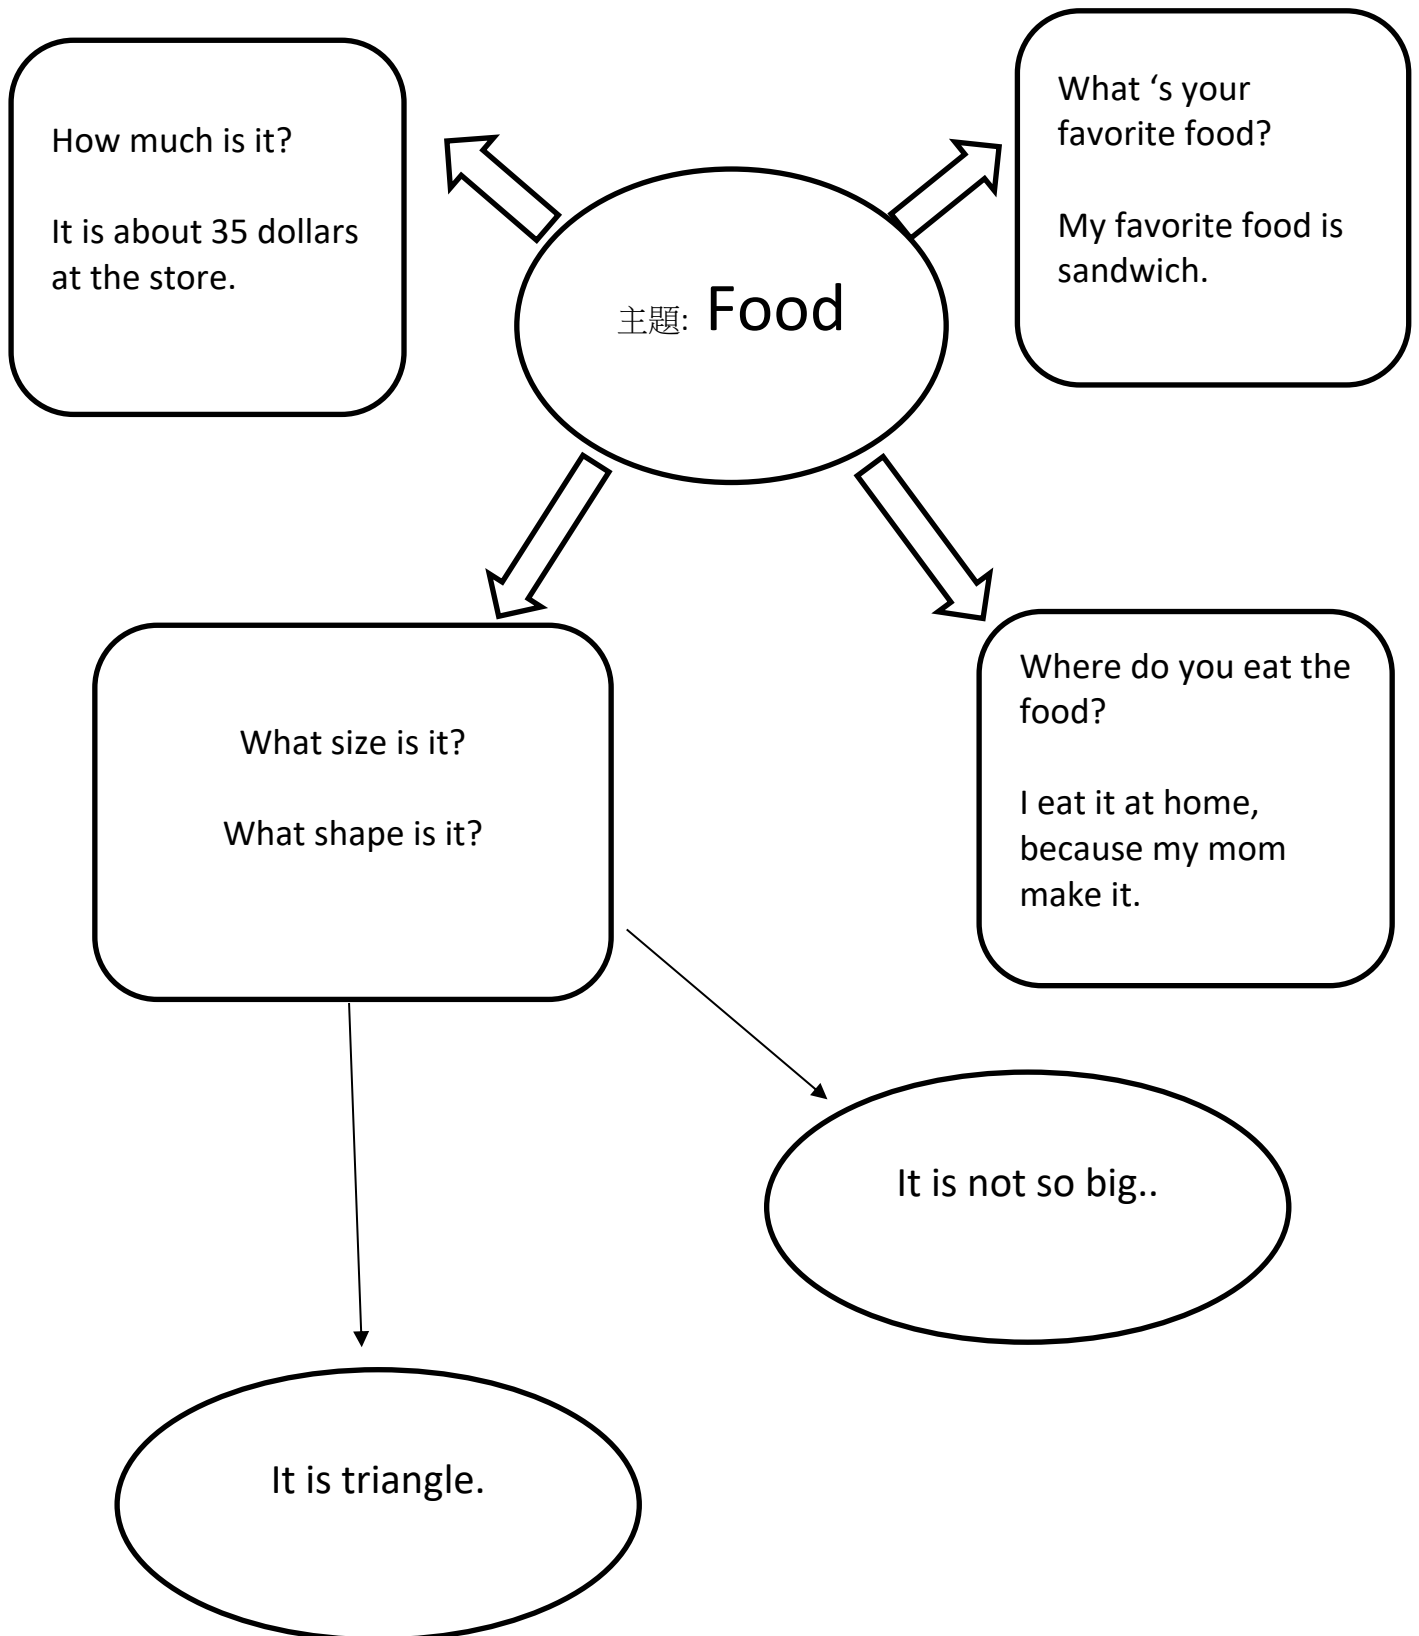 How much is it?
It is about 35 dollars
at the store.
主題: Food
What ‘s your
favorite food?
My favorite food is
sandwich.
What size is it?
What shape is it?
Where do you eat the
food?
I eat it at home,
because my mom
make it.
It is not so big..
It is triangle.